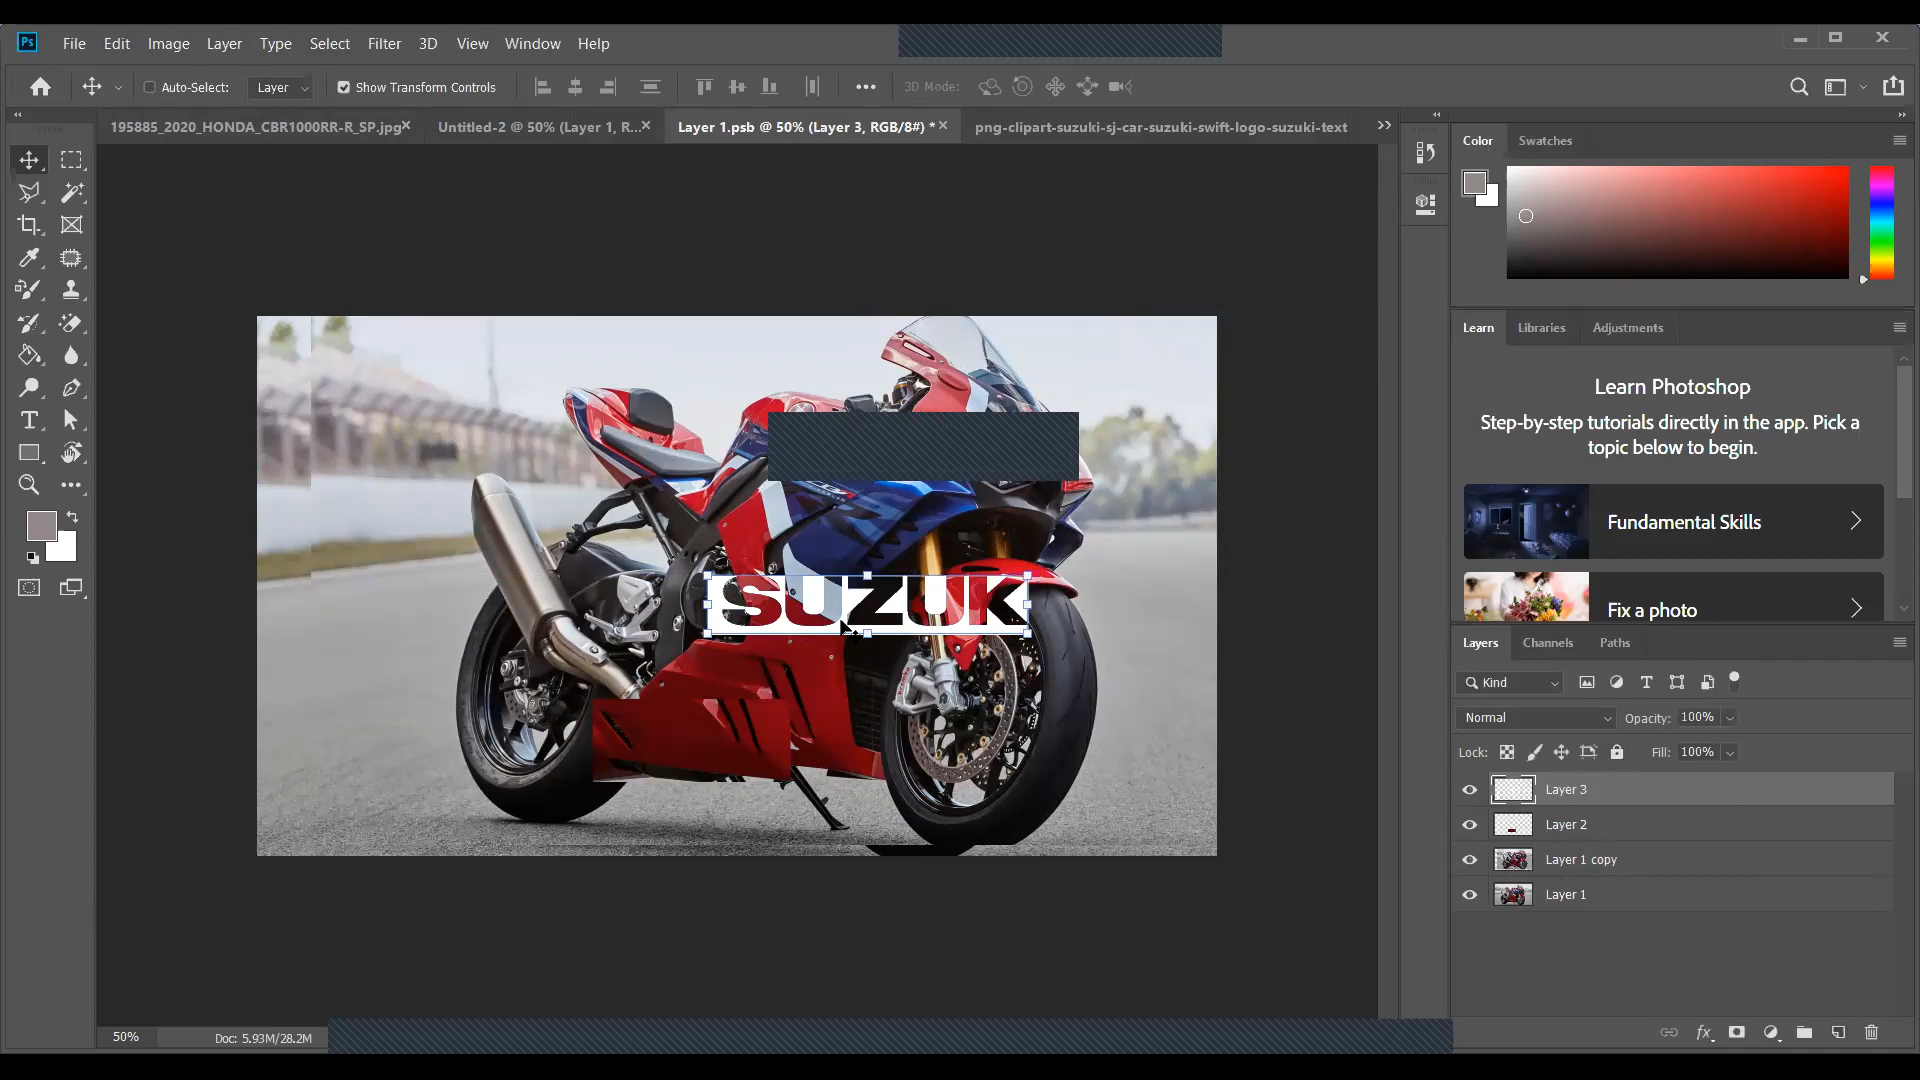 Ps File Edit Image Layer Type Select Filter 3D View Window Help
Auto-Select: Layer Show Transform Controls 3D Mode:
195885_2020_HONDA_CBR1000RR-R_SP.jpg Untitled-2 @ 50% (Layer 1, R... Layer 1.psb @ 50% (Layer 3, RGB/8#) * png-clipart-suzuki-sj-car-suzuki-swift-logo-suzuki-text
Color Swatches
Learn Libraries Adjustments
Learn Photoshop
Step-by-step tutorials directly in the app. Pick a
topic below to begin.
Fundamental Skills
Fix a photo
SUZUK
Layers Channels Paths
Kind
Normal Opacity: 100%
Lock: Fill: 100%
Layer 3
Layer 2
Layer 1 copy
Layer 1
50% Doc: 5.93M/28.2M
fx